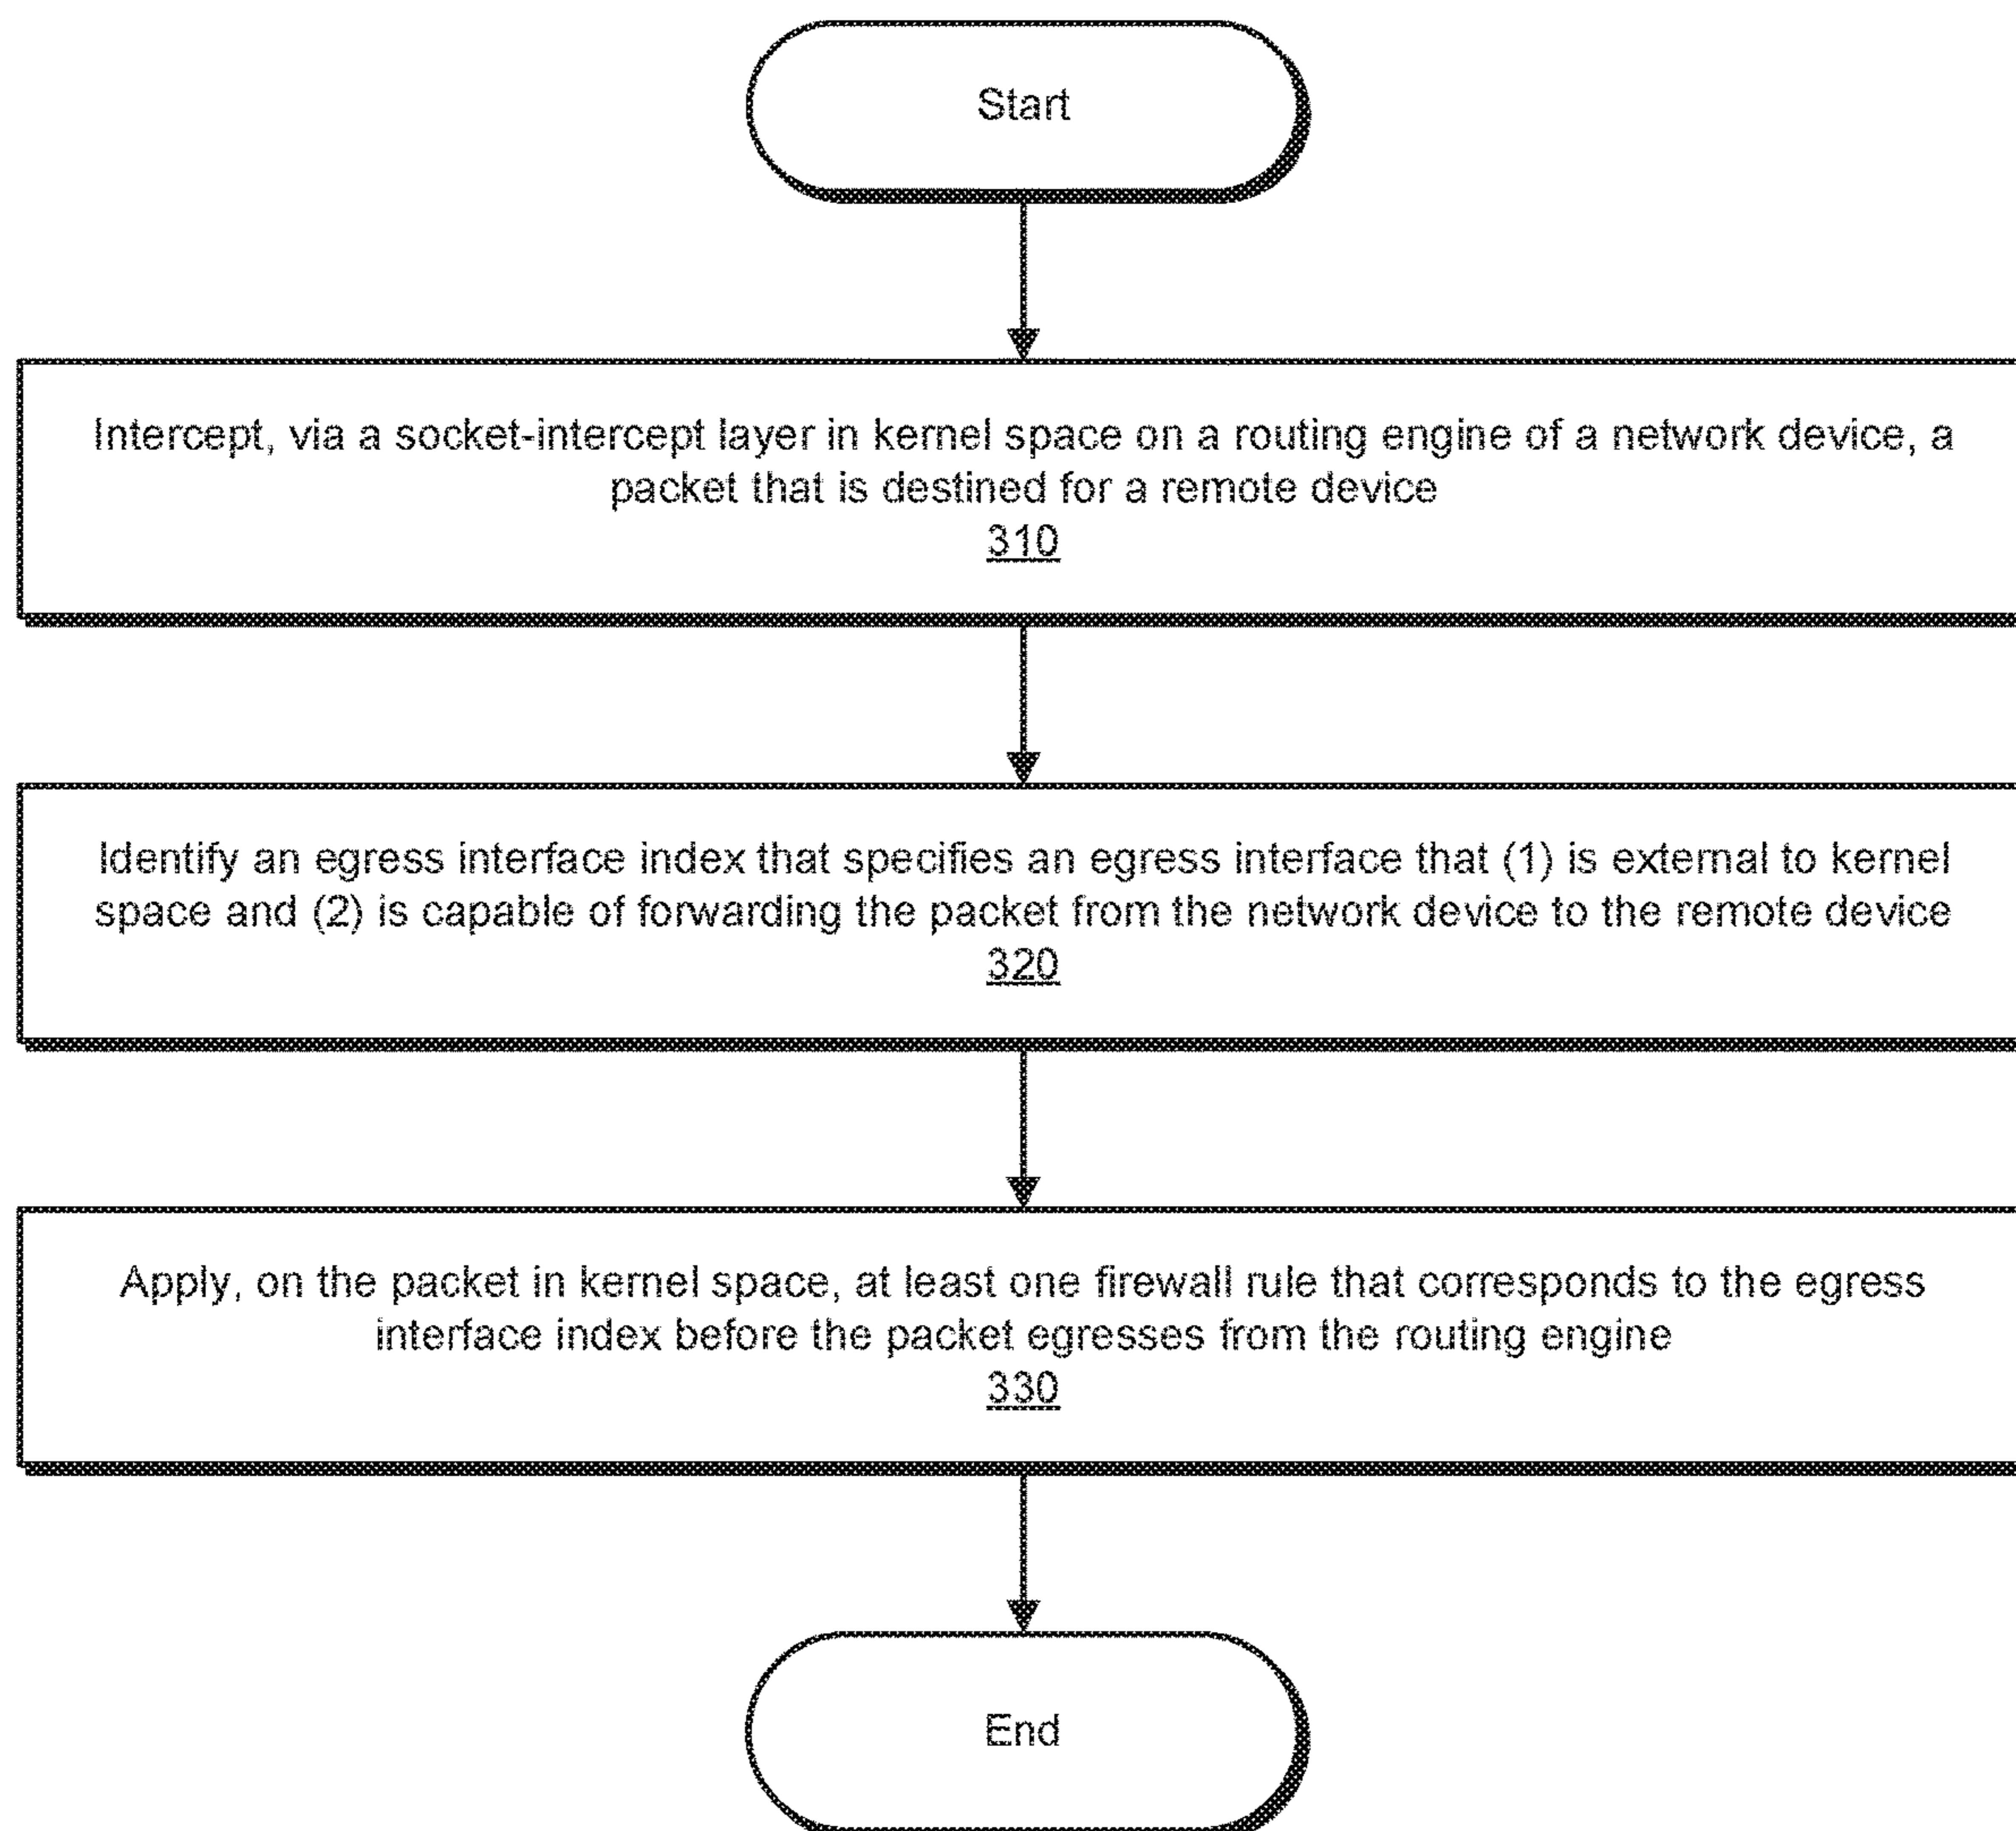 Start
Intercept, via a socket-intercept layer in kernel space on a routing engine of a network device, a
packet that is destined for a remote device
310
Identify an egress interface index that specifies an egress interface that (1) is external to kernel
space and (2) is capable of forwarding the packet from the network device to the remote device
320
Apply, on the packet in kernel space, at least one firewall rule that corresponds to the egress
interface index before the packet egresses from the routing engine
330
End